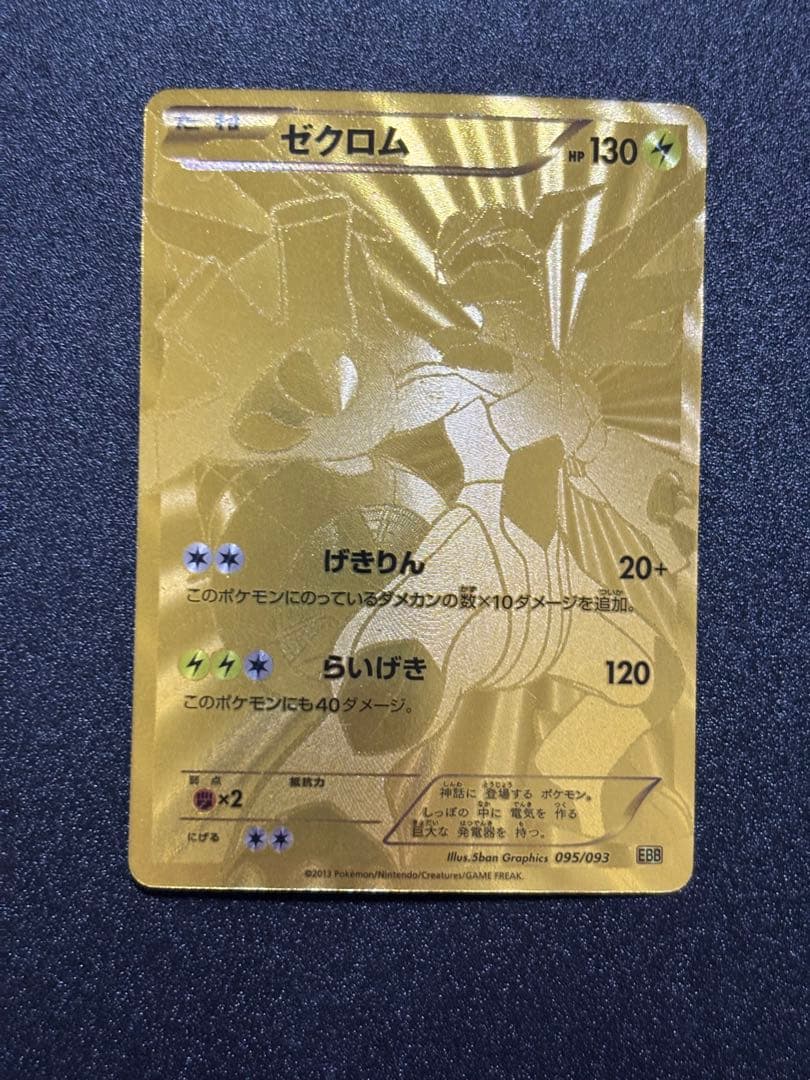 たね ゼクロム HP 130
げきりん 20+
このポケモンにのっているダメカンの数×10ダメージを追加。
らいげき 120
このポケモンにも40ダメージ。
弱点 抵抗力
×2
にげる
神話に 登場する ポケモン。
しっぽの 中に 電気を 作る
巨大な 発電器を 持つ。
Illus.5ban Graphics 095/093 EBB
©2013 Pokémon/Nintendo/Creatures/GAME FREAK.